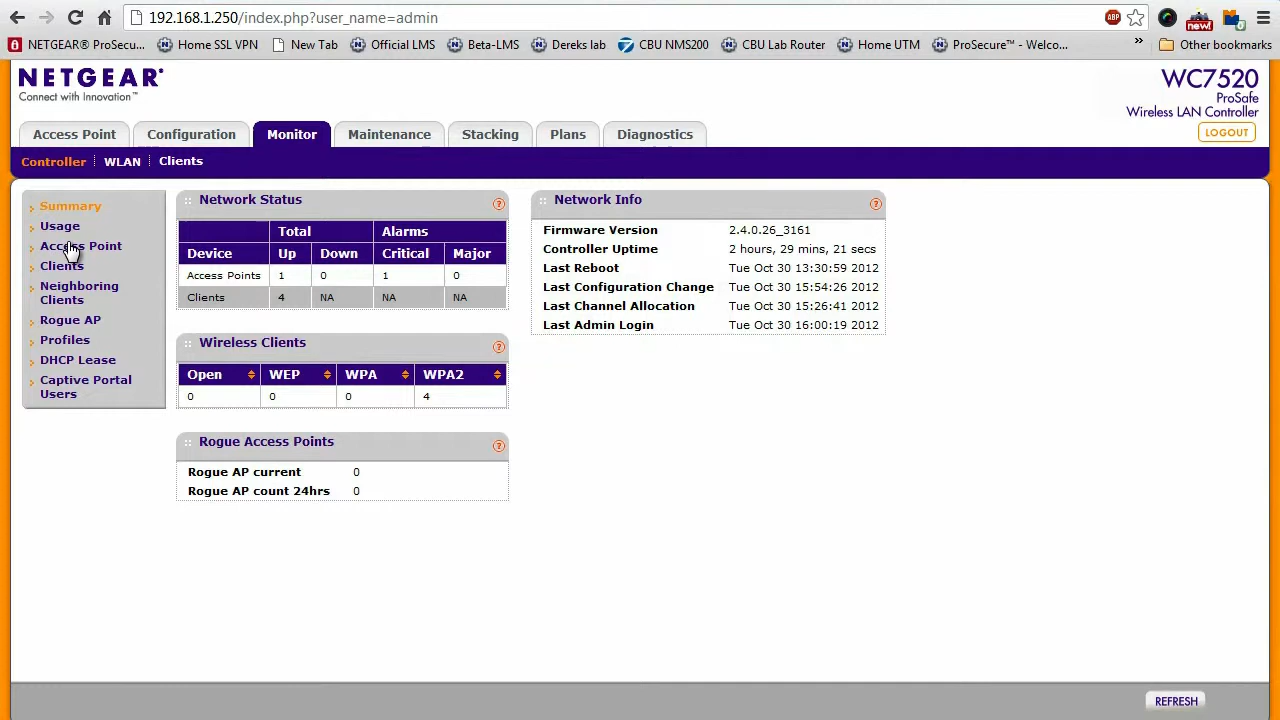 192.168.1.250/index.php?user_name=admin
ABP
new!
NETGEAR® ProSecu... Home SSL VPN New Tab Official LMS Beta-LMS Dereks lab CBU NMS200 CBU Lab Router Home UTM ProSecure™ - Welco... » Other bookmarks
NETGEAR®
Connect with Innovation™
WC7520
ProSafe
Wireless LAN Controller
LOGOUT
Access Point Configuration Monitor Maintenance Stacking Plans Diagnostics
Controller WLAN Clients
Summary
Usage
Access Point
Clients
Neighboring
Clients
Rogue AP
Profiles
DHCP Lease
Captive Portal
Users
Network Status ?
Total Alarms
Device Up Down Critical Major
Access Points 1 0 1 0
Clients 4 NA NA NA
Wireless Clients ?
Open WEP WPA WPA2
0 0 0 4
Rogue Access Points ?
Rogue AP current 0
Rogue AP count 24hrs 0
Network Info ?
Firmware Version 2.4.0.26_3161
Controller Uptime 2 hours, 29 mins, 21 secs
Last Reboot Tue Oct 30 13:30:59 2012
Last Configuration Change Tue Oct 30 15:54:26 2012
Last Channel Allocation Tue Oct 30 15:26:41 2012
Last Admin Login Tue Oct 30 16:00:19 2012
REFRESH